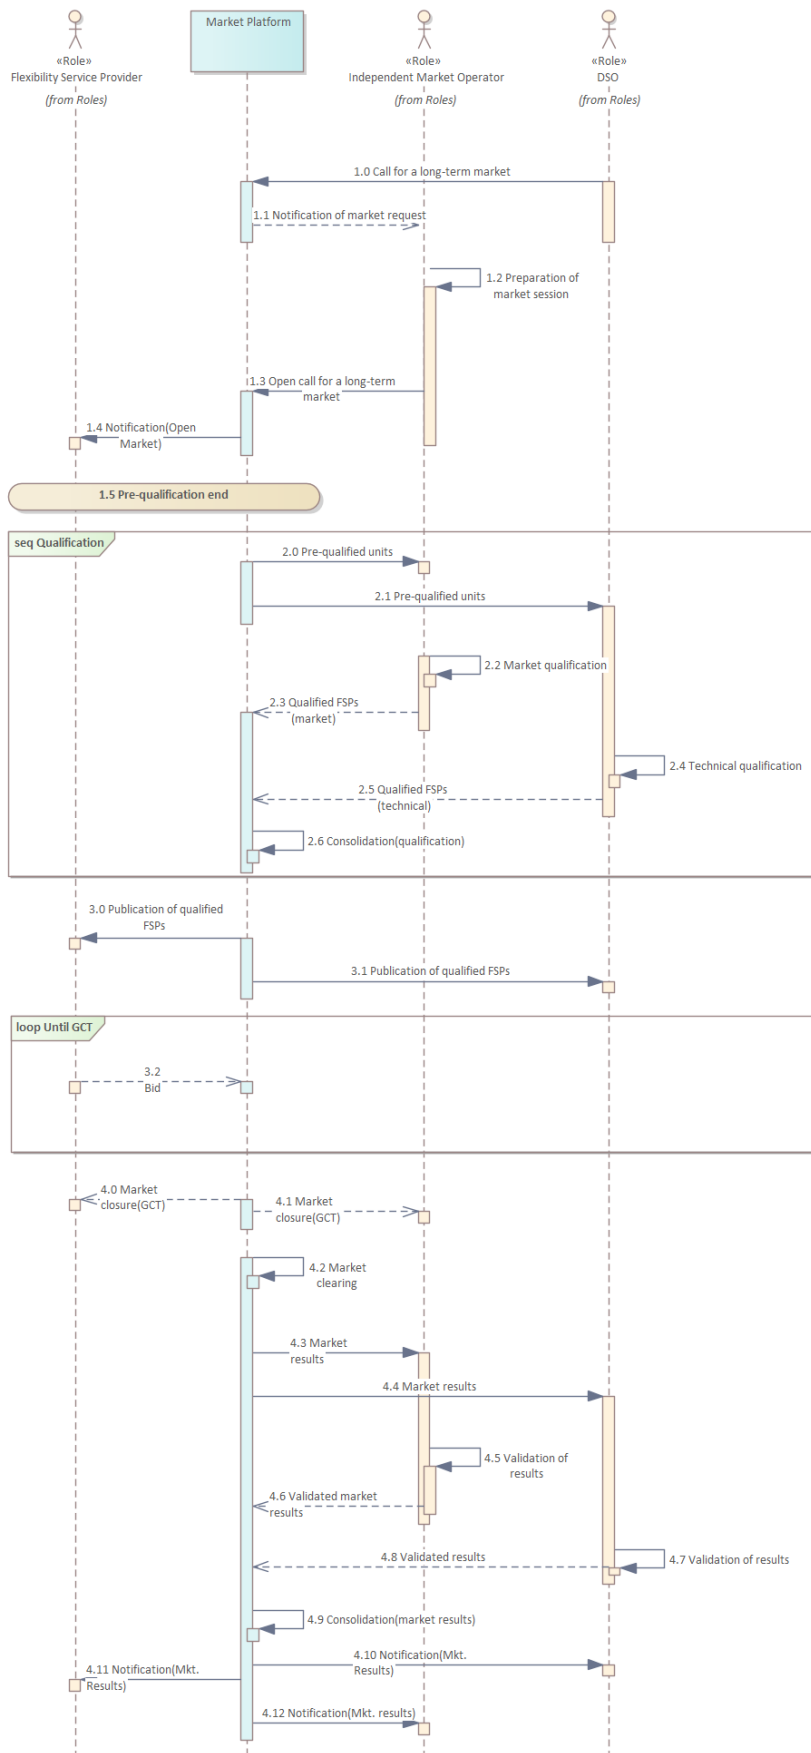 Market Platform
«Role»
Flexibility Service Provider
(from Roles)
«Role»
Independent Market Operator
(from Roles)
«Role»
DSO
(from Roles)
1.0 Call for a long-term market
1.1 Notification of market request
1.2 Preparation of
market session
1.3 Open call for a long-term
market
1.4 Notification(Open
Market)
1.5 Pre-qualification end
seq Qualification
2.0 Pre-qualified units
2.1 Pre-qualified units
2.2 Market qualification
2.3 Qualified FSPs
(market)
2.4 Technical qualification
2.5 Qualified FSPs
(technical)
2.6 Consolidation(qualification)
3.0 Publication of qualified
FSPs
3.1 Publication of qualified FSPs
loop Until GCT
3.2
Bid
4.0 Market
closure(GCT)
4.1 Market
closure(GCT)
4.2 Market
clearing
4.3 Market
results
4.4 Market results
4.5 Validation of
results
4.6 Validated market
results
4.8 Validated results
4.7 Validation of results
4.9 Consolidation(market results)
4.10 Notification(Mkt.
Results)
4.11 Notification(Mkt.
Results)
4.12 Notification(Mkt. results)